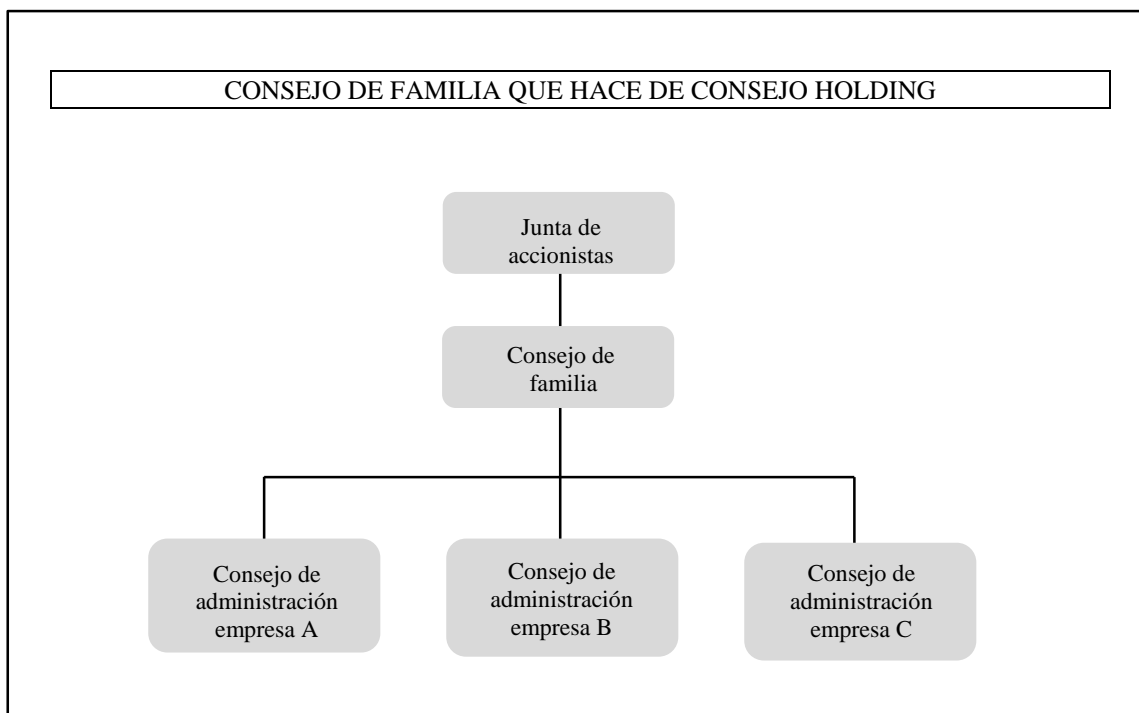 CONSEJO DE FAMILIA QUE HACE DE CONSEJO HOLDING
Junta de
accionistas
Consejo de
familia
Consejo de
administración
empresa A
Consejo de
administración
empresa B
Consejo de
administración
empresa C